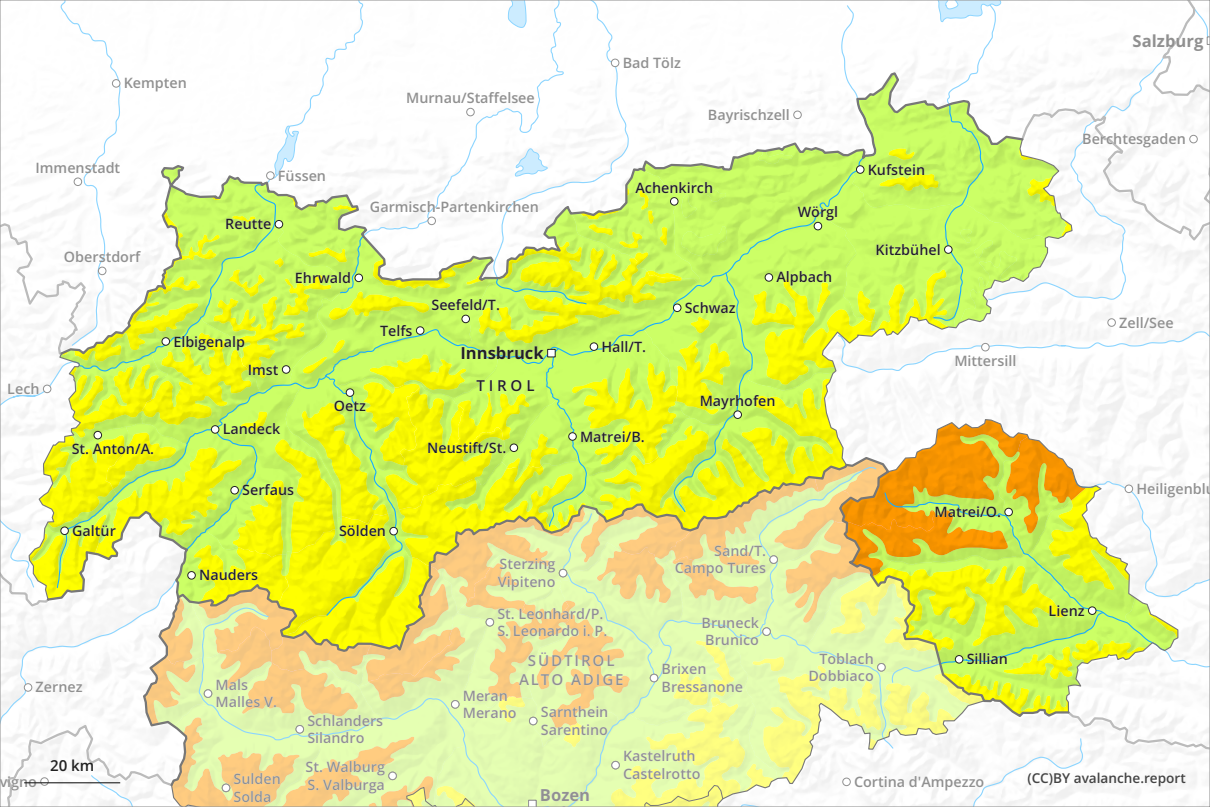 Salzburg
Bad Tölz
Kempten
Murnau/Staffelsee
Bayrischzell
Berchtesgaden
Immenstadt
Füssen
Kufstein
Achenkirch
Garmisch-Partenkirchen
Wörgl
Reutte
Oberstdorf
Kitzbühel
Ehrwald
Alpbach
Seefeld/T.
Schwaz
Zell/See
Telfs
Elbigenalp
Innsbruck
Hall/T.
Mittersill
Imst
TIROL
Lech
Oetz
Mayrhofen
Landeck
Matrei/B.
St. Anton/A.
Neustift/St.
Serfaus
Heiligenblu
Matrei/O.
Galtür
Sölden
Sand/T.
Campo Tures
Sterzing
Vipiteno
Nauders
Lienz
St. Leonhard/P.
S. Leonardo i. P.
Bruneck
Brunico
SÜDTIROL
ALTO ADIGE
Toblach
Dobbiaco
Sillian
Brixen
Bressanone
Zernez
Mals
Malles V.
Meran
Merano
Sarnthein
Sarentino
Schlanders
Silandro
Kastelruth
Castelrotto
20 km
St. Walburg
S. Valburga
vigno
Sulden
Solda
Cortina d'Ampezzo
(CC)BY avalanche.report
Bozen